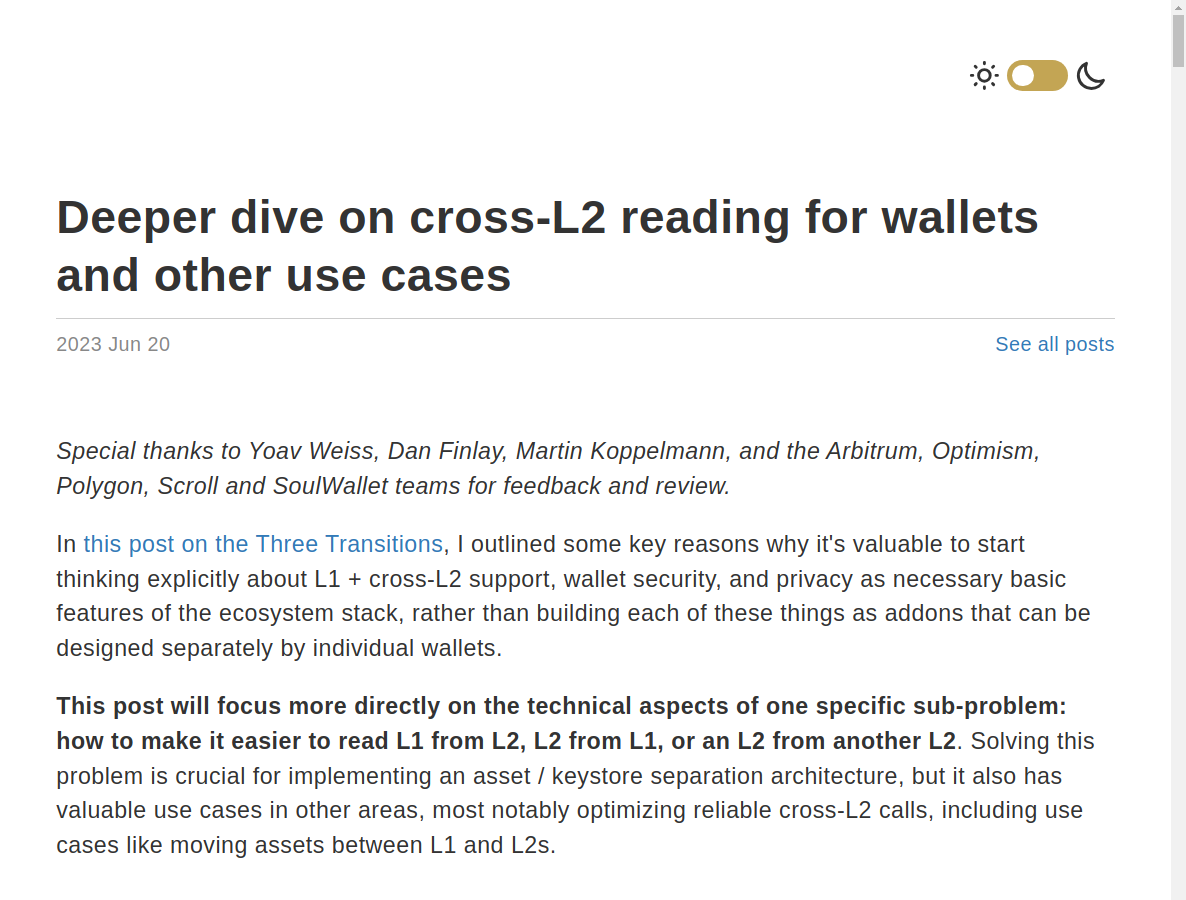 Deeper dive on cross-L2 reading for wallets
and other use cases
2023 Jun 20
See all posts
Special thanks to Yoav Weiss, Dan Finlay, Martin Koppelmann, and the Arbitrum, Optimism,
Polygon, Scroll and SoulWallet teams for feedback and review.
In this post on the Three Transitions, I outlined some key reasons why it's valuable to start
thinking explicitly about L1 + cross-L2 support, wallet security, and privacy as necessary basic
features of the ecosystem stack, rather than building each of these things as addons that can be
designed separately by individual wallets.
This post will focus more directly on the technical aspects of one specific sub-problem:
how to make it easier to read L1 from L2, L2 from L1, or an L2 from another L2. Solving this
problem is crucial for implementing an asset / keystore separation architecture, but it also has
valuable use cases in other areas, most notably optimizing reliable cross-L2 calls, including use
cases like moving assets between L1 and L2s.